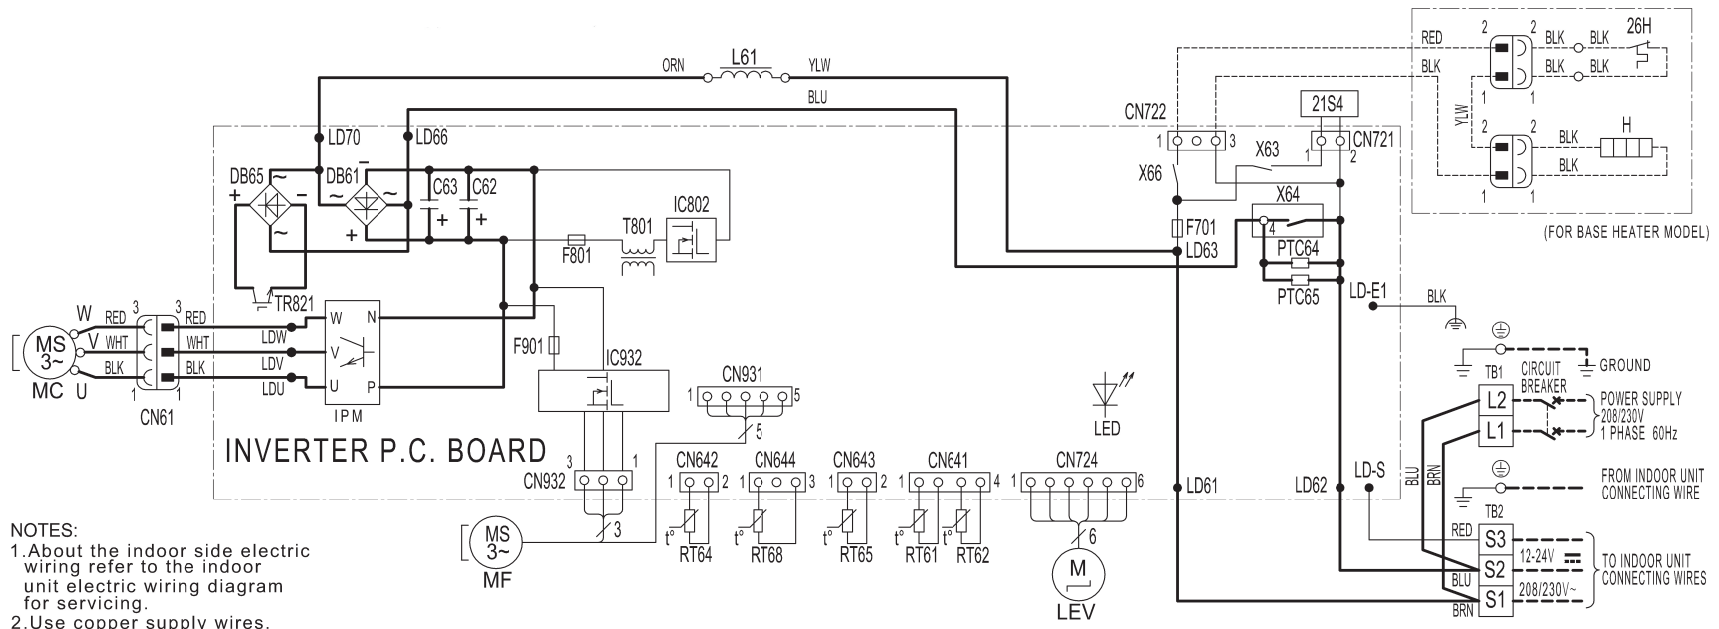 L61
ORN
YLW
BLU
RED
BLK
2
2
BLK
BLK
26H
BLK
BLK
1
1
YLW
2
2
BLK
H
BLK
1
1
(FOR BASE HEATER MODEL)
CN722
1
3
21S4
CN721
1
2
X63
X66
X64
4
F701
LD63
PTC64
PTC65
LD70
LD66
DB65
~
+
−
~
DB61
−
~
~
+
C63
+
C62
+
IC802
T801
F801
TR821
W
RED
3
3
RED
LDW
W
N
MS
3~
V
WHT
WHT
LDV
V
MC
U
BLK
BLK
LDU
U
P
1
1
CN61
IPM
F901
IC932
CN931
1
5
5
INVERTER P.C. BOARD
3
1
CN932
3
MS
3~
MF
CN642
1
2
t°
RT64
CN644
1
3
t°
RT68
CN643
1
2
t°
RT65
CN641
1
4
t°
RT61
t°
RT62
CN724
1
6
6
M
LEV
LED
LD61
LD62
LD-S
LD-E1
BLK
GROUND
TB1
CIRCUIT
BREAKER
L2
L1
POWER SUPPLY
208/230V
1 PHASE 60Hz
BLU
BRN
FROM INDOOR UNIT
CONNECTING WIRE
TB2
RED
S3
12-24V
S2
BLU
208/230V~
S1
BRN
TO INDOOR UNIT
CONNECTING WIRES
NOTES:
1.About the indoor side electric
wiring refer to the indoor
unit electric wiring diagram
for servicing.
2.Use copper supply wires.